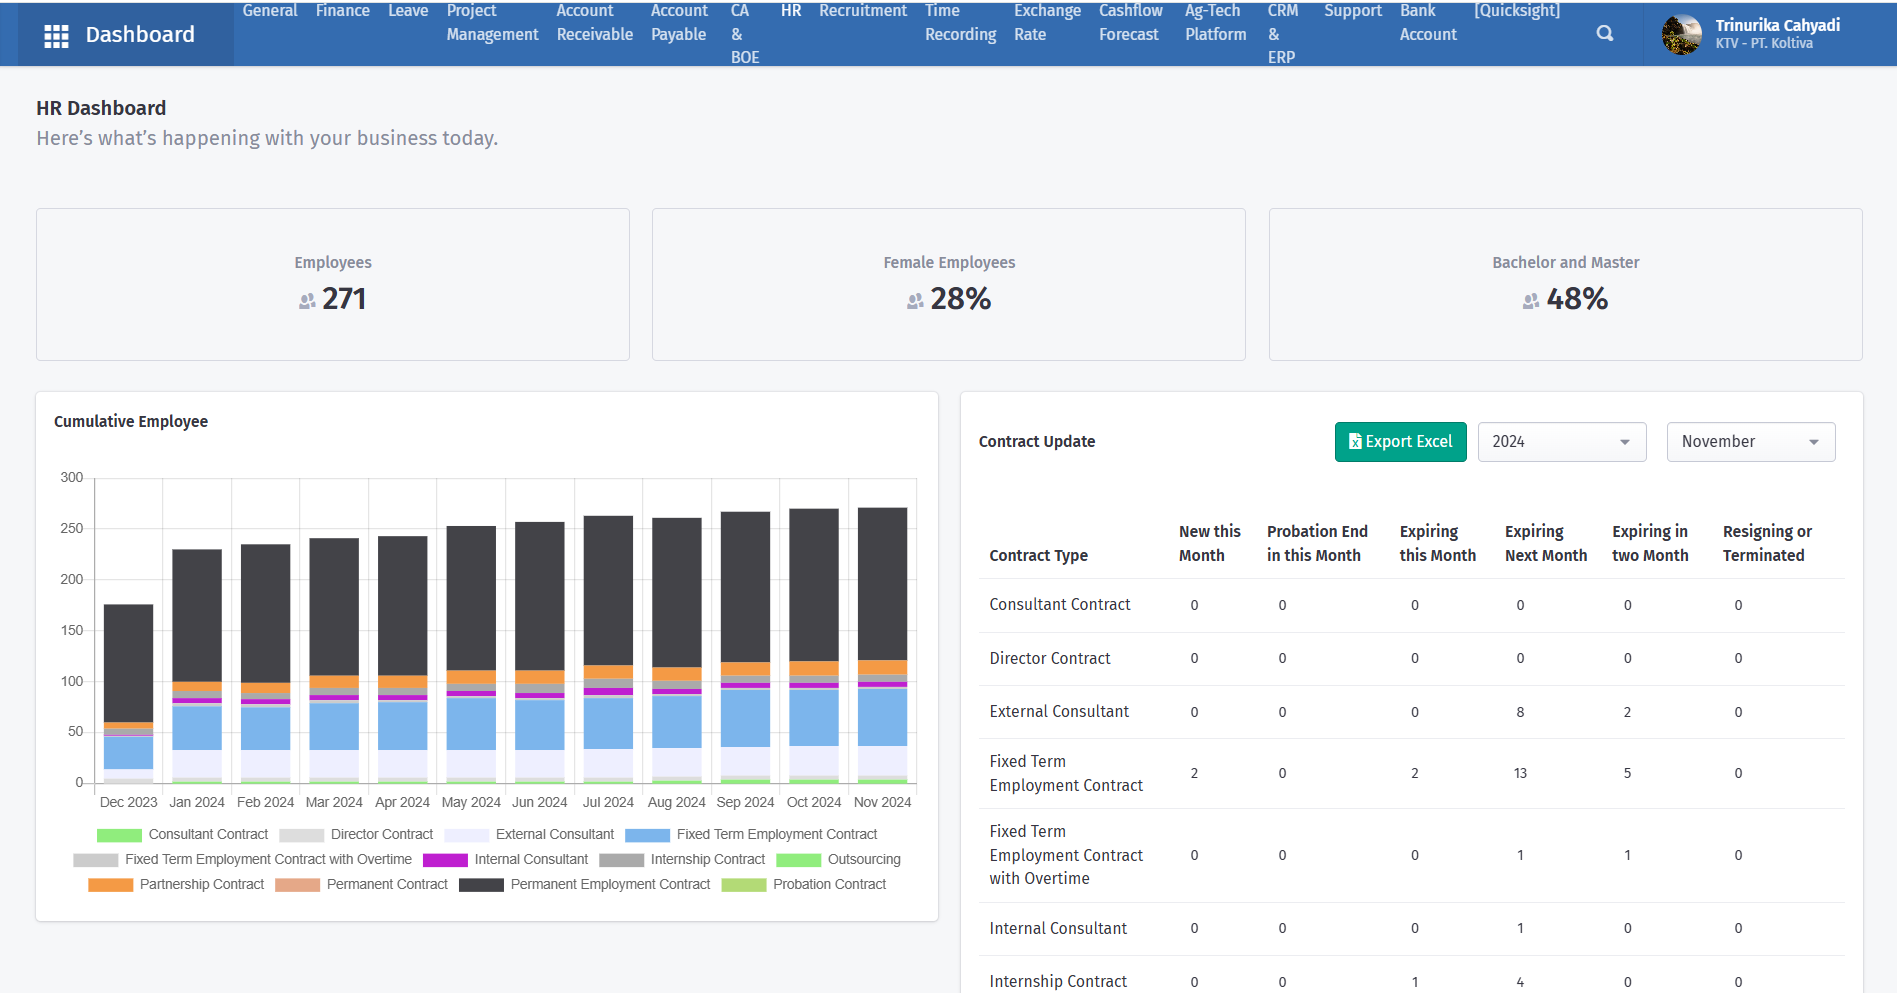 Dashboard
General
Finance
Leave
Project
Management
Account
Receivable
Account
Payable
CA
&
BOE
HR
Recruitment
Time
Recording
Exchange
Rate
Cashflow
Forecast
Ag-Tech
Platform
CRM
&
ERP
Support
Bank
Account
[Quicksight]
Trinurika Cahyadi
KTV - PT. Koltiva
HR Dashboard
Here’s what’s happening with your business today.
Employees
271
Female Employees
28%
Bachelor and Master
48%
Cumulative Employee
300
250
200
150
100
50
0
Dec 2023 Jan 2024 Feb 2024 Mar 2024 Apr 2024 May 2024 Jun 2024 Jul 2024 Aug 2024 Sep 2024 Oct 2024 Nov 2024
Consultant Contract Director Contract External Consultant Fixed Term Employment Contract
Fixed Term Employment Contract with Overtime Internal Consultant Internship Contract Outsourcing
Partnership Contract Permanent Contract Permanent Employment Contract Probation Contract
Contract Update
Export Excel
2024
November
Contract Type
New this
Month
Probation End
in this Month
Expiring
this Month
Expiring
Next Month
Expiring in
two Month
Resigning or
Terminated
Consultant Contract 0 0 0 0 0 0
Director Contract 0 0 0 0 0 0
External Consultant 0 0 0 8 2 0
Fixed Term
Employment Contract 2 0 2 13 5 0
Fixed Term
Employment Contract 0 0 0 1 1 0
with Overtime
Internal Consultant 0 0 0 1 0 0
Internship Contract 0 0 1 4 0 0